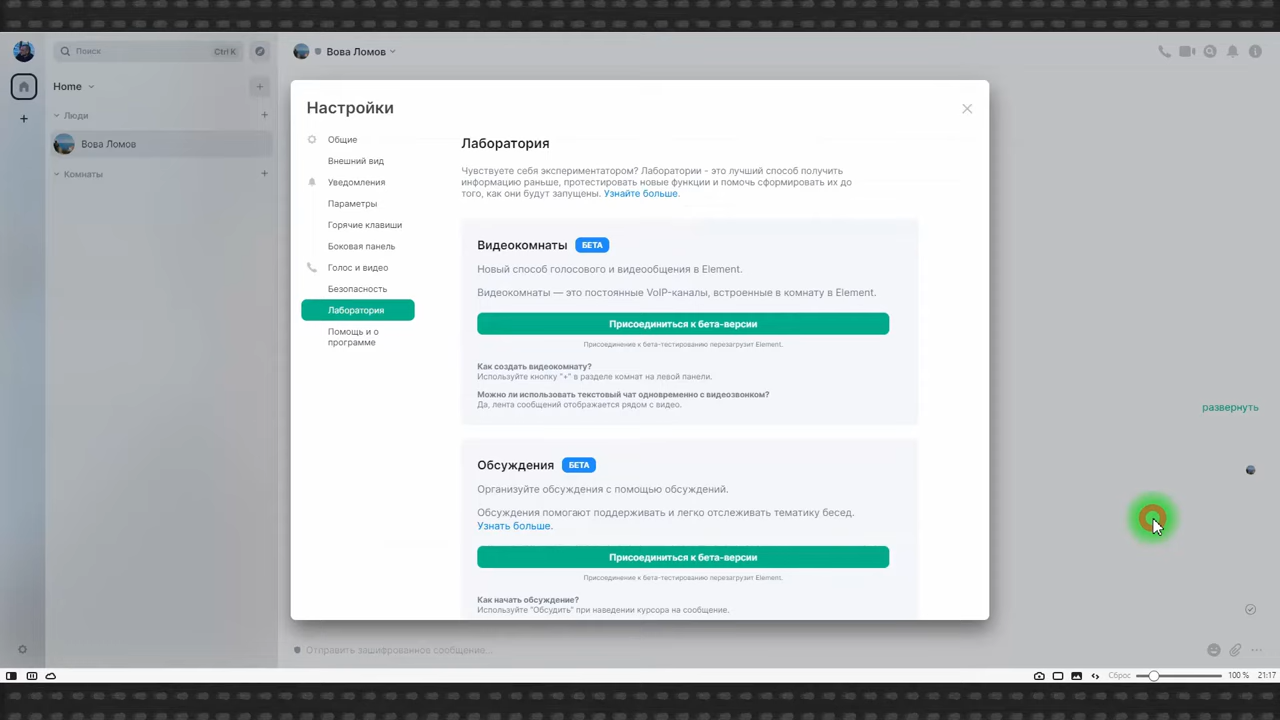 Поиск
Ctrl K
Вова Ломов
Home
Люди
Вова Ломов
Комнаты
Настройки
Общие
Внешний вид
Уведомления
Параметры
Горячие клавиши
Боковая панель
Голос и видео
Безопасность
Лаборатория
Помощь и о
программе
Лаборатория
Чувствуете себя экспериментатором? Лаборатории - это лучший способ получить
информацию раньше, протестировать новые функции и помочь сформировать их до
того, как они будут запущены. Узнайте больше.
Видеокомнаты БЕТА
Новый способ голосового и видеообщения в Element.
Видеокомнаты — это постоянные VoIP-каналы, встроенные в комнату в Element.
Присоединиться к бета-версии
Присоединение к бета-тестированию перезагрузит Element.
Как создать видеокомнату?
Используйте кнопку "+" в разделе комнат на левой панели.
Можно ли использовать текстовый чат одновременно с видеозвонком?
Да, лента сообщений отображается рядом с видео.
Обсуждения БЕТА
Организуйте обсуждения с помощью обсуждений.
Обсуждения помогают поддерживать и легко отслеживать тематику бесед.
Узнать больше.
Присоединиться к бета-версии
Присоединение к бета-тестированию перезагрузит Element.
Как начать обсуждение?
Используйте "Обсудить" при наведении курсора на сообщение.
развернуть
Отправить зашифрованное сообщение...
Сброс
100 %
21:17